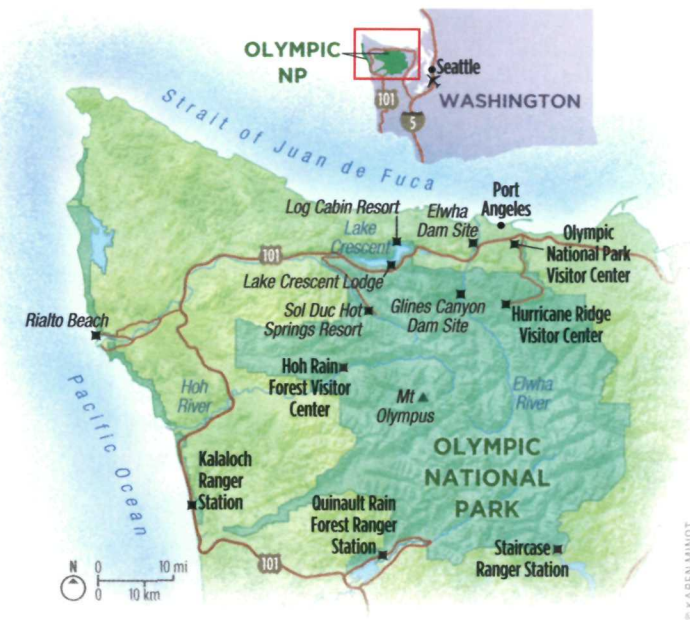 OLYMPIC
NP
Seattle
101
WASHINGTON
5
Strait of Juan de Fuca
Port
Angeles
Log Cabin Resort
Elwha
Dam Site
Lake
Crescent
Olympic
National Park
Visitor Center
101
Lake Crescent Lodge
Sol Duc Hot
Springs Resort
Glines Canyon
Dam Site
Hurricane Ridge
Visitor Center
Rialto Beach
Hoh Rain
Forest Visitor
Center
Hoh
River
Mt
Olympus
Elwha
River
Pacific Ocean
OLYMPIC
NATIONAL
PARK
Kalaloch
Ranger
Station
Quinault Rain
Forest Ranger
Station
Staircase
Ranger Station
101
N
0 10 mi
0 10 km
© KAREN MINOT